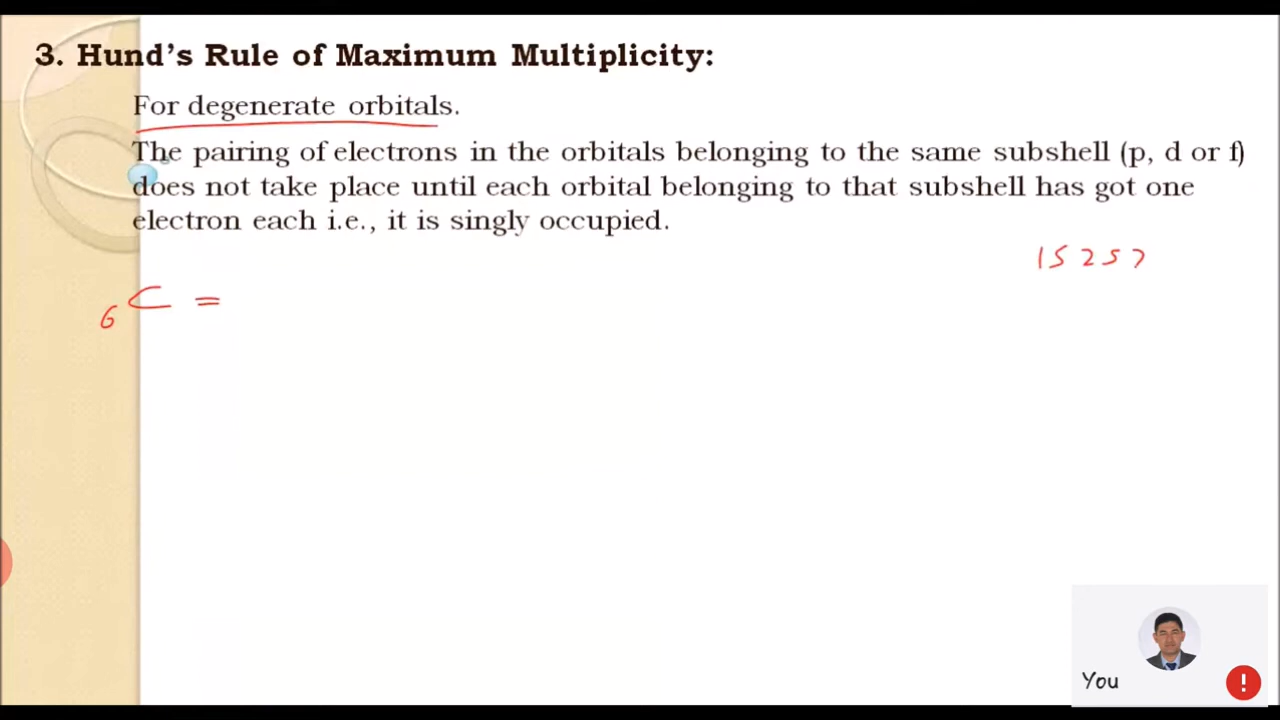 3. Hund's Rule of Maximum Multiplicity:
For degenerate orbitals.
The pairing of electrons in the orbitals belonging to the same subshell (p, d or f)
does not take place until each orbital belonging to that subshell has got one
electron each i.e., it is singly occupied.
1s 2s 2
6C =
You
!